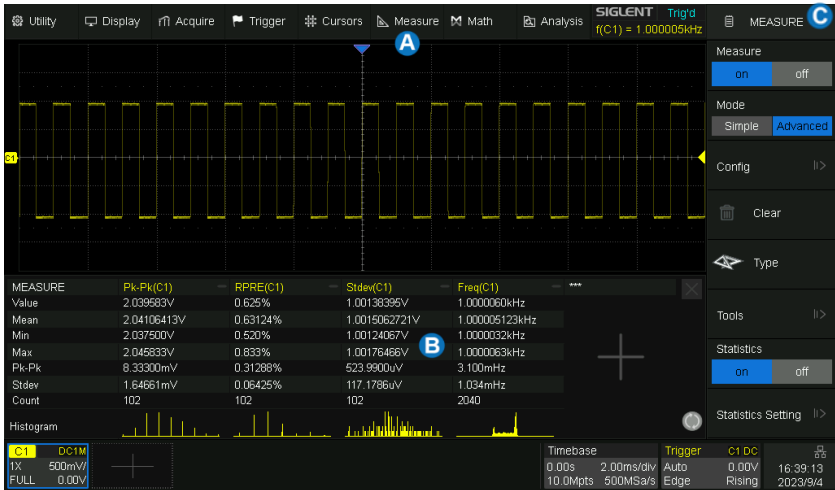 Utility Display Acquire Trigger Cursors Measure Math Analysis SIGLENT Trig'd MEASURE C
f(C1) = 1.000005kHz
A
Measure
on off
Mode
Simple Advanced
C1
Config
Clear
Type
MEASURE Pk-Pk(C1) RPRE(C1) Stdev(C1) Freq(C1) ***
Value 2.039583V 0.625% 1.00138395V 1.0000060kHz
Mean 2.04106413V 0.63124% 1.0015062721V 1.000005123kHz
Min 2.037500V 0.520% 1.00124067V 1.0000032kHz
Max 2.045833V 0.833% 1.00176466V 1.0000063kHz
B
Pk-Pk 8.33300mV 0.31288% 523.9900uV 3.100mHz
Stdev 1.64661mV 0.06425% 117.1786uV 1.034mHz
Count 102 102 102 2040
Histogram
Tools
Statistics
on off
Statistics Setting
C1 DC1M
1X 500mV/
FULL 0.00V
Timebase
0.00s 2.00ms/div
10.0Mpts 500MSa/s
Trigger C1 DC
Auto 0.00V
Edge Rising
16:39:13
2023/9/4